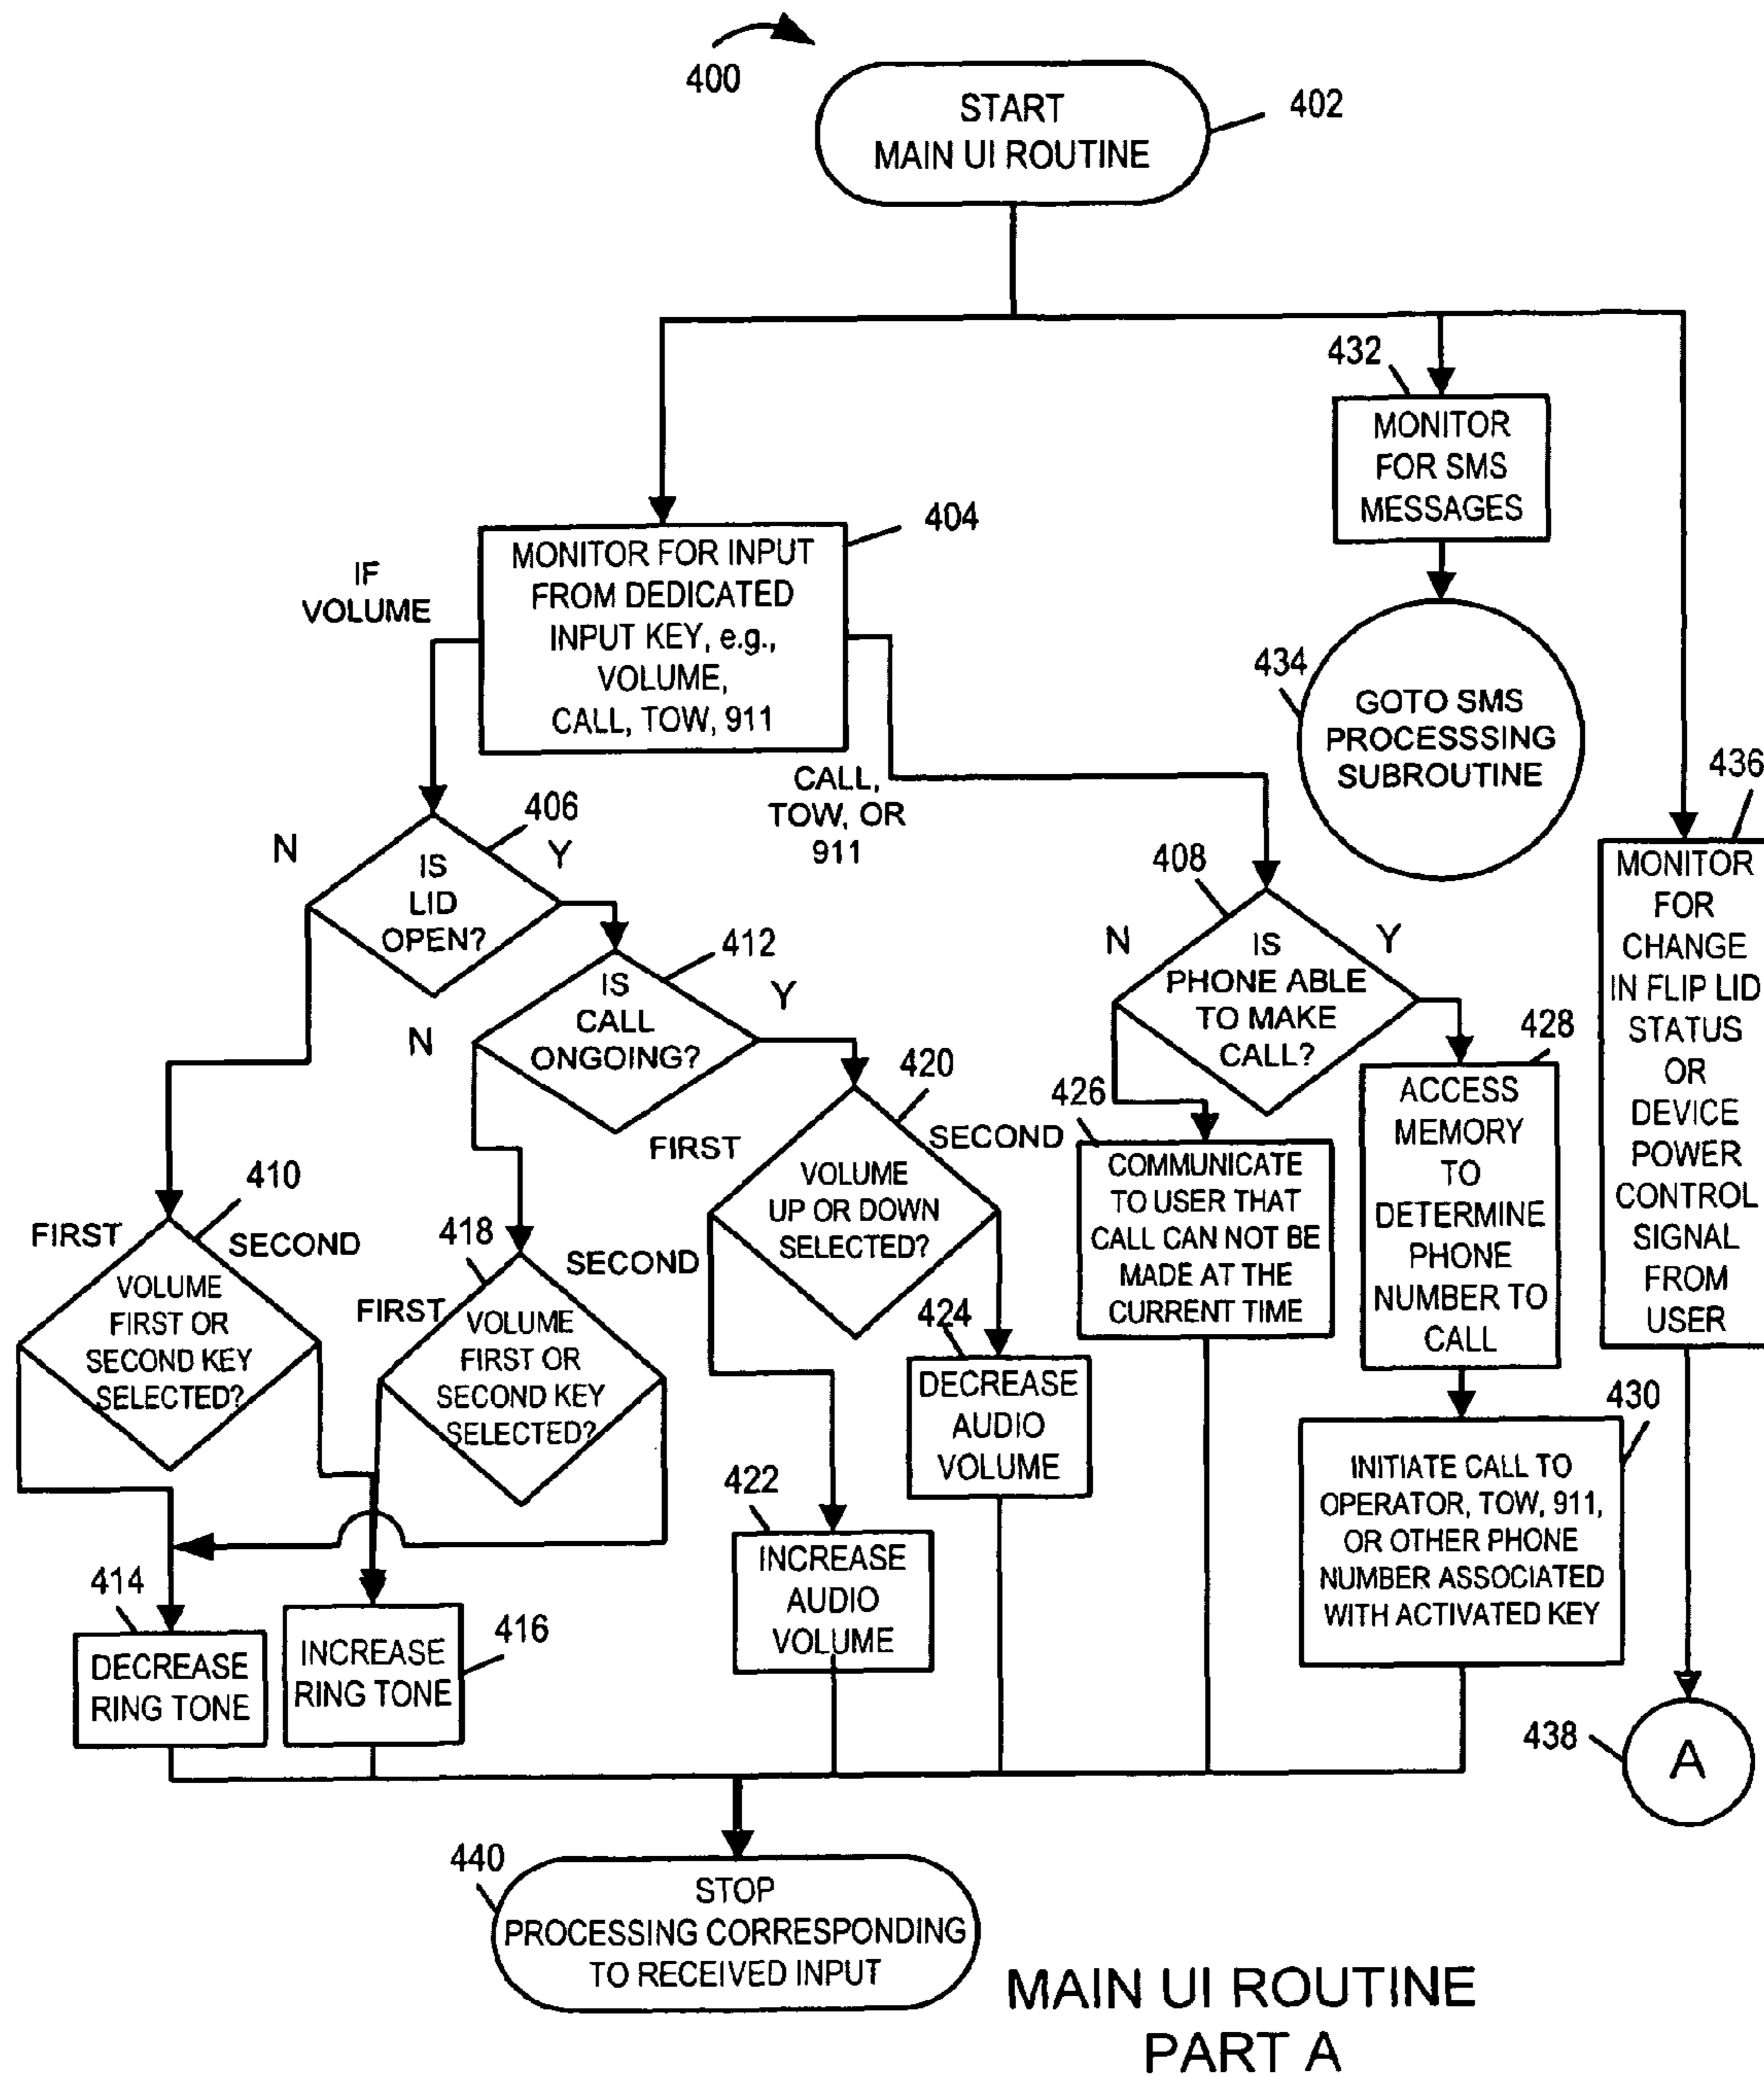 400
START
MAIN UI ROUTINE
402
432
MONITOR
FOR SMS
MESSAGES
404
MONITOR FOR INPUT
FROM DEDICATED
INPUT KEY, e.g.,
VOLUME,
CALL, TOW, 911
IF
VOLUME
434
GOTO SMS
PROCESSSING
SUBROUTINE
436
MONITOR
FOR
CHANGE
IN FLIP LID
STATUS
OR
DEVICE
POWER
CONTROL
SIGNAL
FROM
USER
CALL,
TOW, OR
911
406
N
Y
IS
LID
OPEN?
408
N
Y
IS
PHONE ABLE
TO MAKE
CALL?
412
N
Y
IS
CALL
ONGOING?
428
ACCESS
MEMORY
TO
DETERMINE
PHONE
NUMBER TO
CALL
420
FIRST
SECOND
VOLUME
UP OR DOWN
SELECTED?
426
COMMUNICATE
TO USER THAT
CALL CAN NOT BE
MADE AT THE
CURRENT TIME
410
FIRST
SECOND
VOLUME
FIRST OR
SECOND KEY
SELECTED?
418
FIRST
SECOND
VOLUME
FIRST OR
SECOND KEY
SELECTED?
424
DECREASE
AUDIO
VOLUME
430
INITIATE CALL TO
OPERATOR, TOW, 911,
OR OTHER PHONE
NUMBER ASSOCIATED
WITH ACTIVATED KEY
422
INCREASE
AUDIO
VOLUME
414
DECREASE
RING TONE
416
INCREASE
RING TONE
438
A
440
STOP
PROCESSING CORRESPONDING
TO RECEIVED INPUT
MAIN UI ROUTINE
PART A